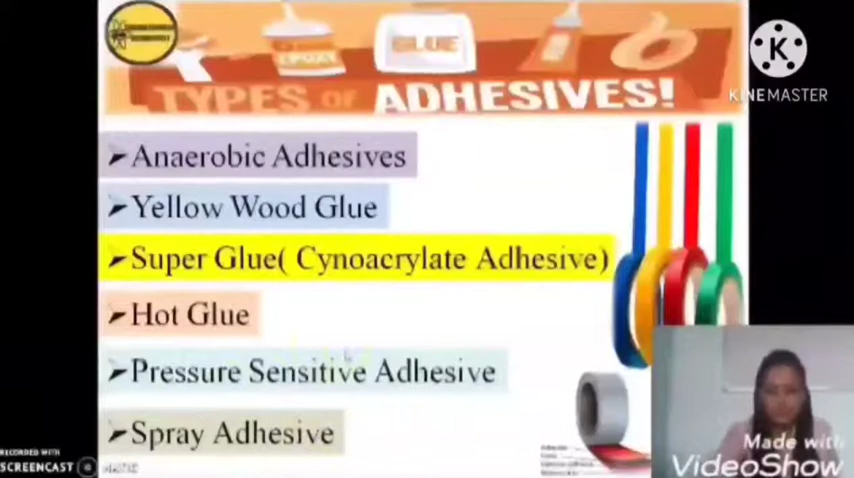 EPOXY
GLUE
TYPES OF ADHESIVES!
KINEMASTER
➢Anaerobic Adhesives
➢Yellow Wood Glue
➢Super Glue( Cynoacrylate Adhesive)
➢Hot Glue
➢Pressure Sensitive Adhesive
➢Spray Adhesive
RECORDED WITH
SCREENCAST
MATIC
Made with
VideoShow